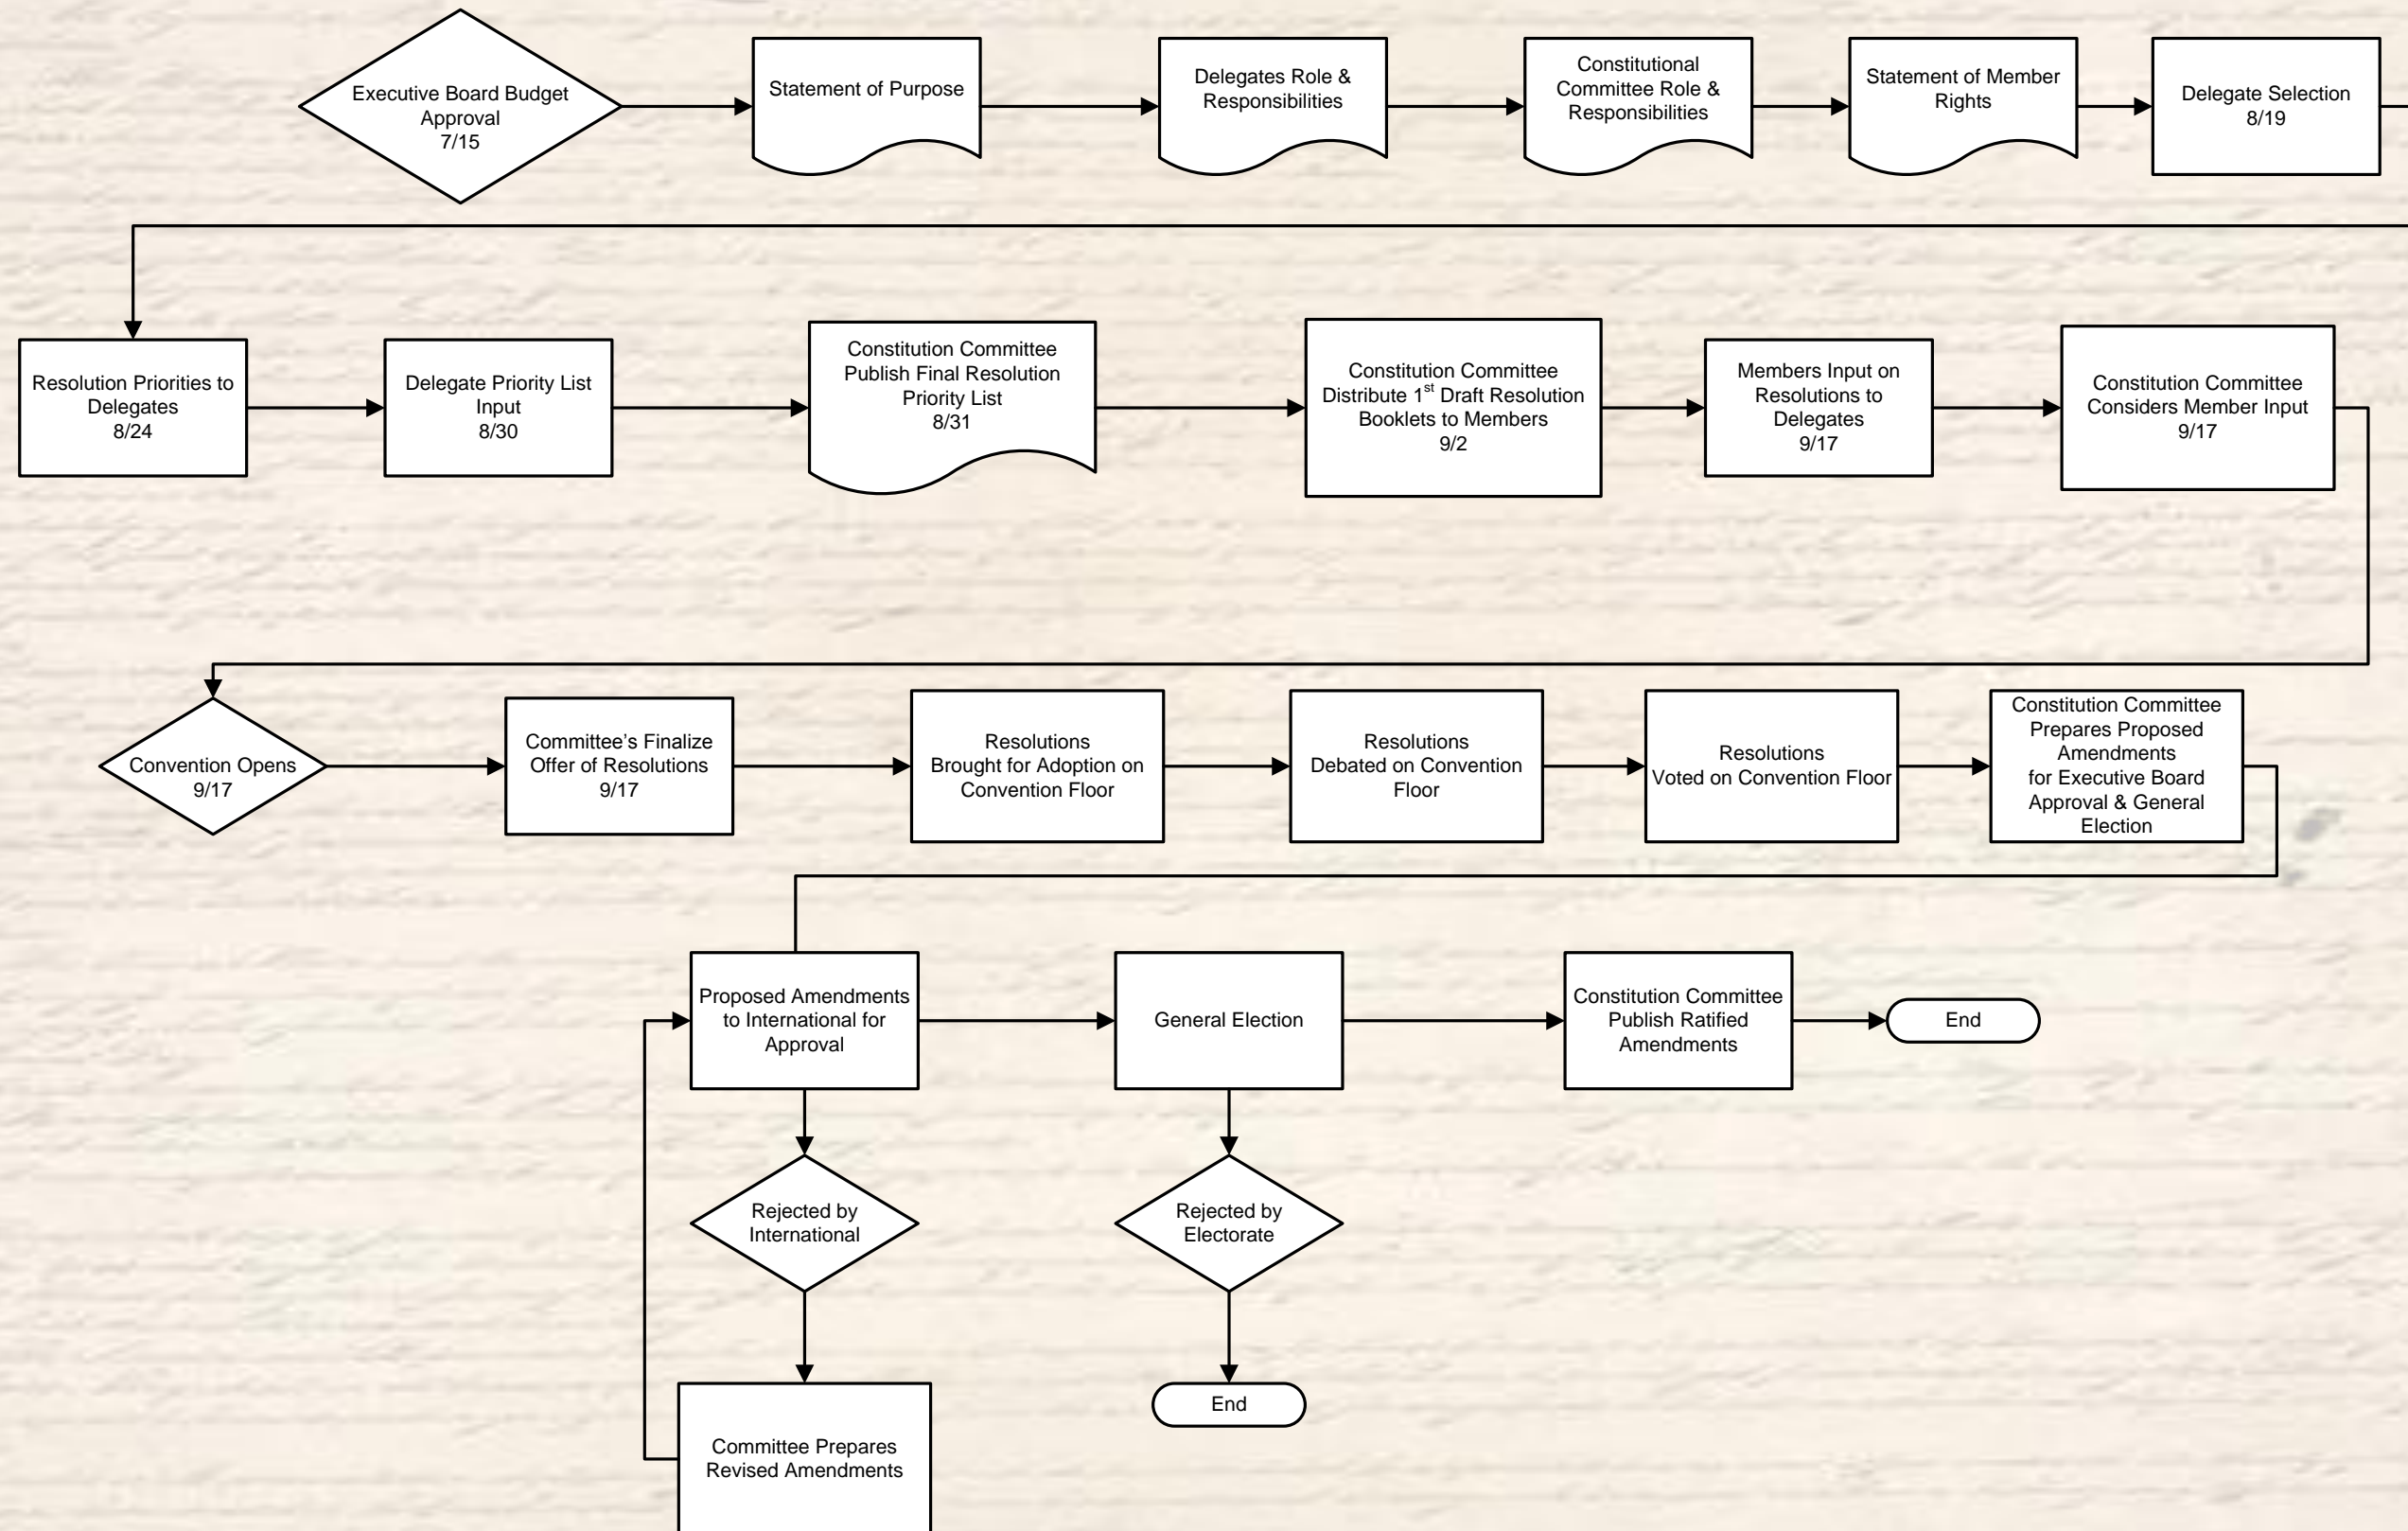 Executive Board Budget
Approval
7/15
Statement of Purpose
Delegates Role &
Responsibilities
Constitutional
Committee Role &
Responsibilities
Statement of Member
Rights
Delegate Selection
8/19
Resolution Priorities to
Delegates
8/24
Delegate Priority List
Input
8/30
Constitution Committee
Publish Final Resolution
Priority List
8/31
Constitution Committee
Distribute 1st Draft Resolution
Booklets to Members
9/2
Members Input on
Resolutions to
Delegates
9/17
Constitution Committee
Considers Member Input
9/17
Convention Opens
9/17
Committee’s Finalize
Offer of Resolutions
9/17
Resolutions
Brought for Adoption on
Convention Floor
Resolutions
Debated on Convention
Floor
Resolutions
Voted on Convention Floor
Constitution Committee
Prepares Proposed
Amendments
for Executive Board
Approval & General
Election
Proposed Amendments
to International for
Approval
General Election
Constitution Committee
Publish Ratified
Amendments
End
Rejected by
International
Rejected by
Electorate
Committee Prepares
Revised Amendments
End